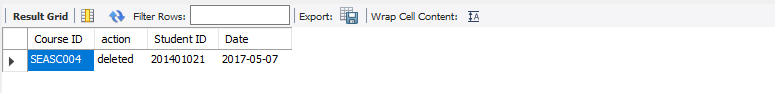 Result Grid Filter Rows: Export: Wrap Cell Content:
Course ID action Student ID Date
SEASC004 deleted 201401021 2017-05-07